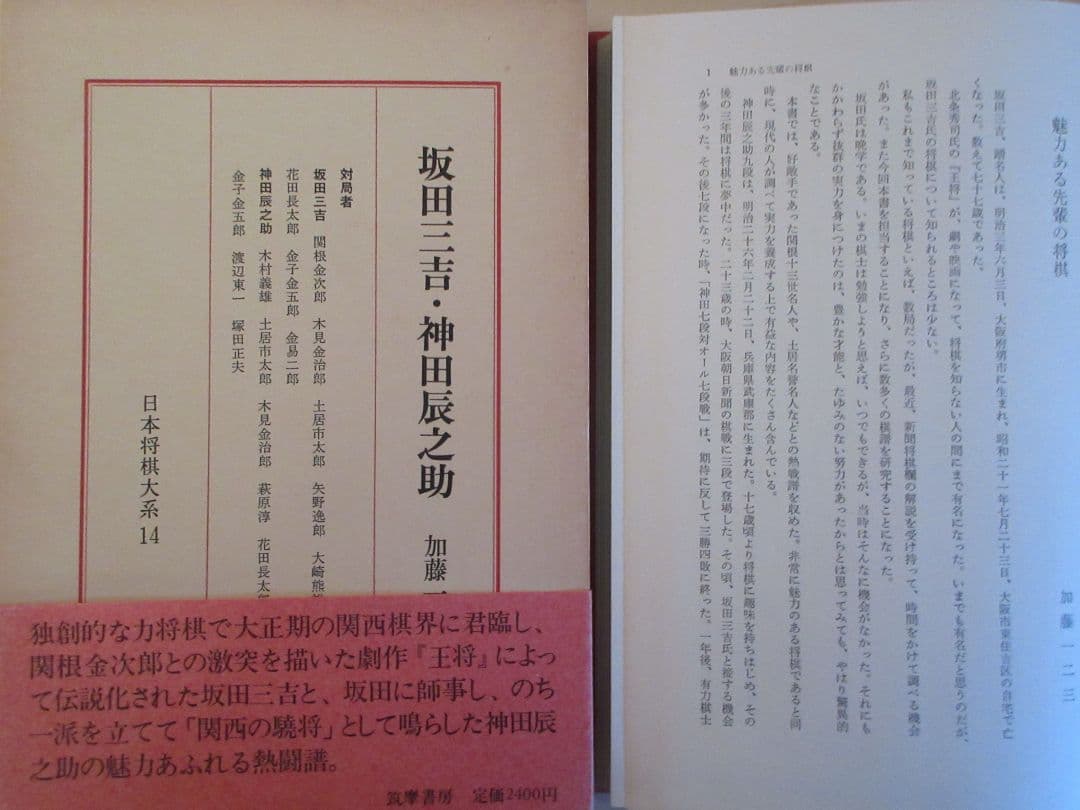 坂田三吉・神田辰之助
加藤
対局者
坂田三吉 関根金次郎 木見金治郎 土居市太郎 矢野逸郎 大崎熊
花田長太郎 金子金五郎 金易二郎
神田辰之助 木村義雄 土居市太郎 木見金治郎 萩原淳 花田長太
金子金五郎 渡辺東一 塚田正夫
日本将棋大系14
独創的な力将棋で大正期の関西棋界に君臨し、
関根金次郎との激突を描いた劇作『王将』によっ
て伝説化された坂田三吉と、坂田に師事し、のち
一派を立てて「関西の驍将」として鳴らした神田辰
之助の魅力あふれる熱闘譜。
筑摩書房 定価2400円
魅力ある先輩の将棋
加藤一二三
坂田三吉、贈名人は、明治三年六月三日、大阪府堺市に生まれ、昭和二十一年七月二十三日、大阪市東住吉区の自宅で亡
くなった。数えて七十七歳であった。
北条秀司氏の『王将』が、劇や映画になって、将棋を知らない人の間にまで有名になった。いまでも有名だと思うのだが、
坂田三吉氏の将棋について知られるところは少ない。
私もこれまで知っている将棋といえば、数局だったが、最近、新聞将棋欄の解説を受け持って、時間をかけて調べる機会
があった。また今回本書を担当することになり、さらに数多くの棋譜を研究することになった。
坂田氏は晩学である。いまの棋士は勉強しようと思えば、いつでもできるが、当時はそんなに機会がなかった。それにも
かかわらず抜群の実力を身につけたのは、豊かな才能と、たゆみのない努力があったからとは思ってみても、やはり驚異的
なことである。
本書では、好敵手であった関根十三世名人や、土居名誉名人などとの熱戦譜を収めた。非常に魅力のある将棋であると同
時に、現代の人が調べて実力を養成する上で有益な内容をたくさん含んでいる。
神田辰之助九段は、明治二十六年二月二十二日、兵庫県武庫郡に生まれた。十七歳頃より将棋に趣味を持ちはじめ、その
後の三年間は将棋に夢中だった。二十三歳の時、大阪朝日新聞の棋戦に三段で登場した。その頃、坂田三吉氏と接する機会
が多かった。その後七段になった時、「神田七段対オール七段戦」は、期待に反して三勝四敗に終った。一年後、有力棋士
1 魅力ある先輩の将棋